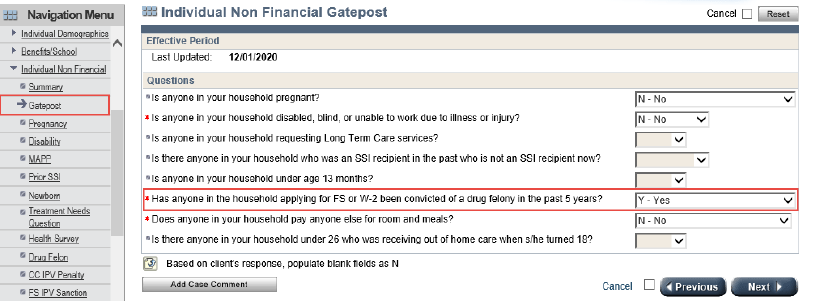 Navigation Menu
Individual Demographics
Benefits/School
Individual Non Financial
Summary
Gatepost
Pregnancy
Disability
MAPP
Prior SSI
Newborn
Treatment Needs
Question
Health Survey
Drug Felon
CC IPV Penalty
FS IPV Sanction
Individual Non Financial Gatepost
Cancel Reset
Effective Period
Last Updated: 12/01/2020
Questions
Is anyone in your household pregnant? N - No
Is anyone in your household disabled, blind, or unable to work due to illness or injury? N - No
Is anyone in your household requesting Long Term Care services?
Is there anyone in your household who was an SSI recipient in the past who is not an SSI recipient now?
Is anyone in your household under age 13 months?
Has anyone in the household applying for FS or W-2 been convicted of a drug felony in the past 5 years? Y - Yes
Does anyone in your household pay anyone else for room and meals? N - No
Is there anyone in your household under 26 who was receiving out of home care when s/he turned 18?
Based on client's response, populate blank fields as N
Add Case Comment
Cancel Previous Next